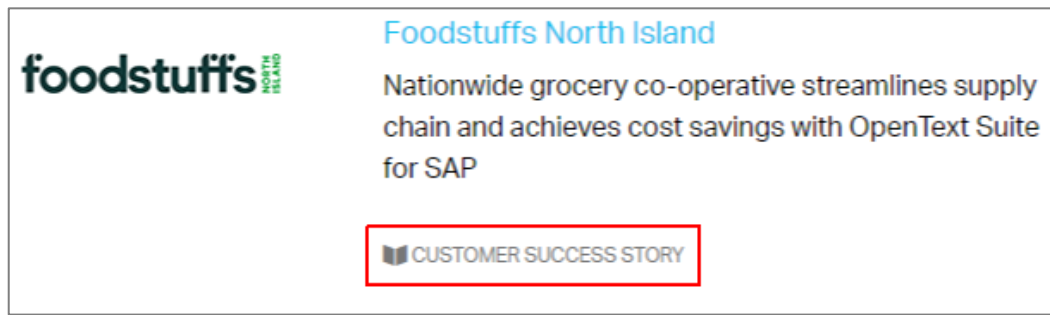 foodstuffs NORTH ISLAND
Foodstuffs North Island
Nationwide grocery co-operative streamlines supply
chain and achieves cost savings with OpenText Suite
for SAP
CUSTOMER SUCCESS STORY